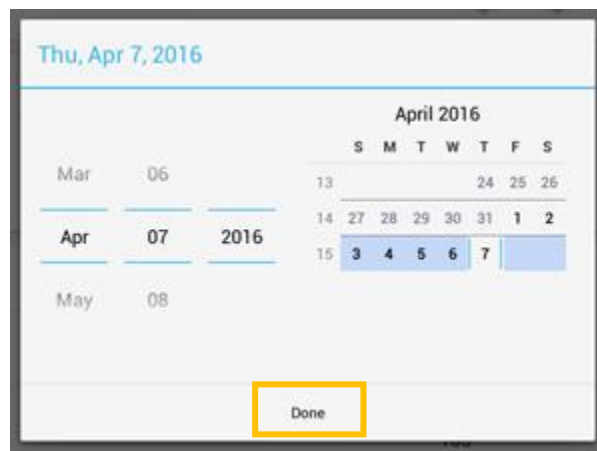 Thu, Apr 7, 2016
April 2016
S M T W T F S
Mar 06
13 24 25 26
14 27 28 29 30 31 1 2
Apr 07 2016
15 3 4 5 6 7
May 08
Done